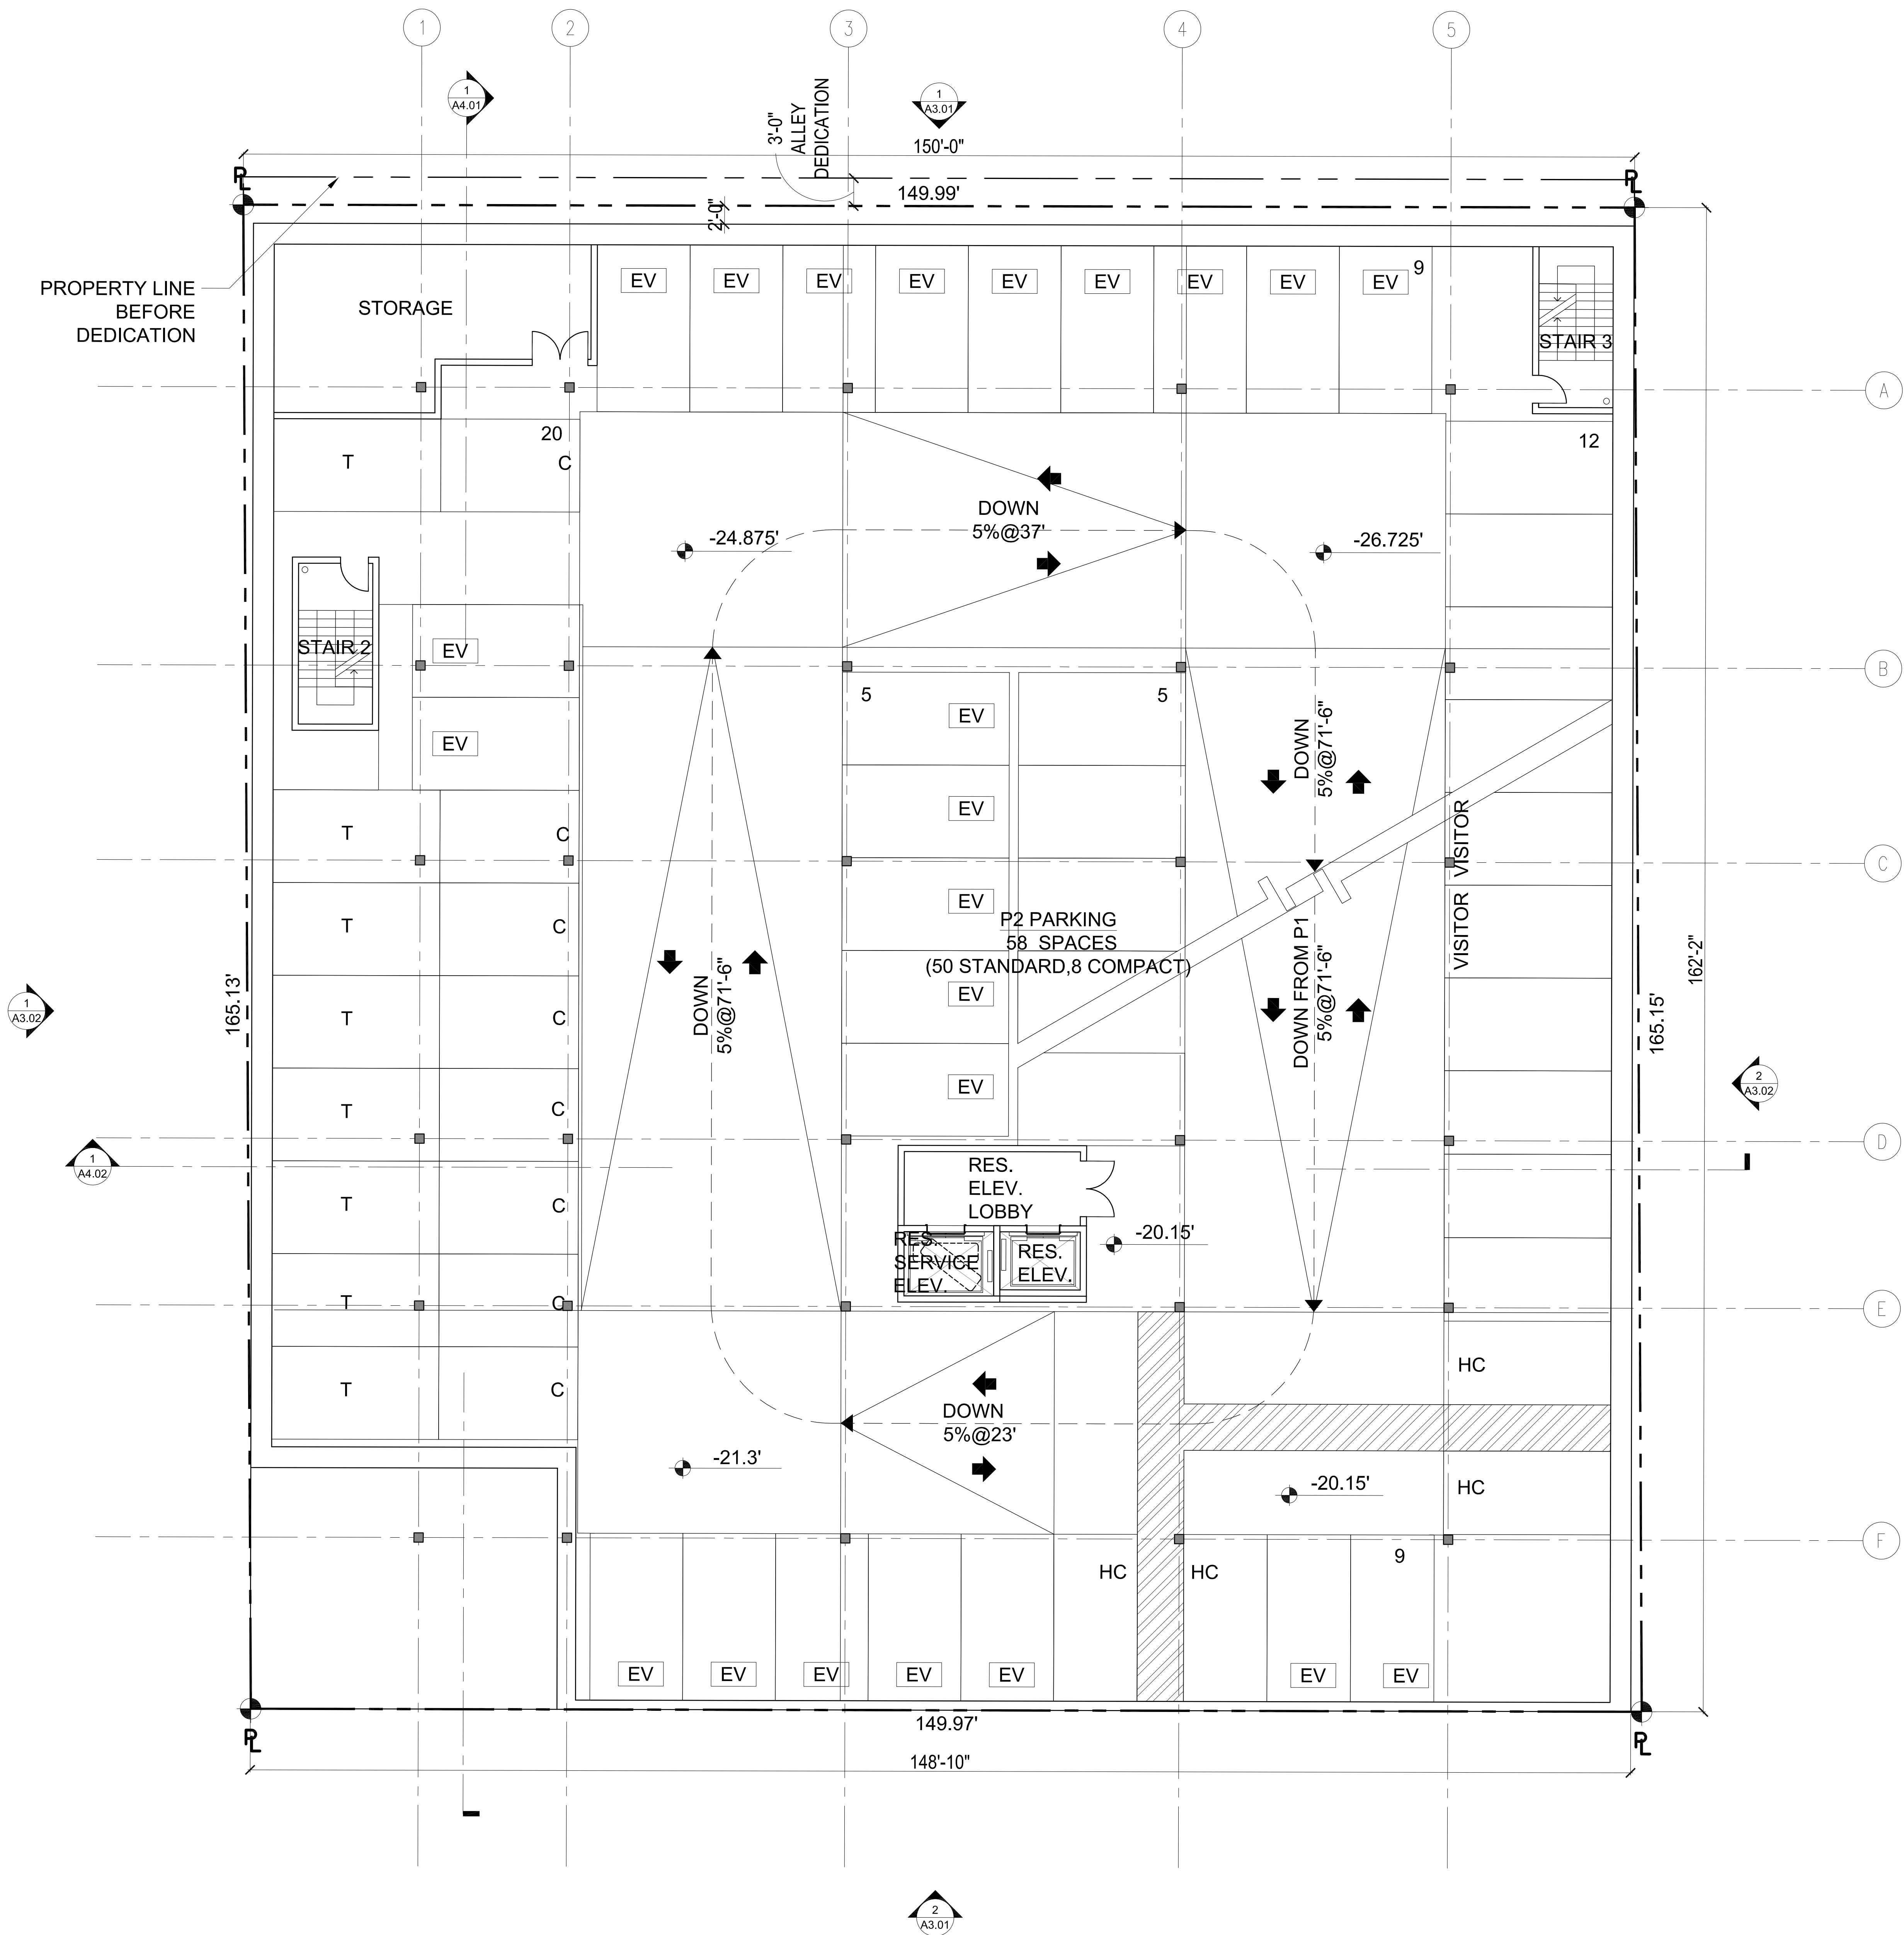 1
2
3
4
5
1
A4.01
1
A3.01
3'-0"
ALLEY
DEDICATION
150'-0"
PL
PL
149.99'
2'-0"
PROPERTY LINE
BEFORE
DEDICATION
STORAGE
EV
EV
EV
EV
EV
EV
EV
EV
EV
9
STAIR 3
A
20
12
T
C
DOWN
5%@37'
-24.875'
-26.725'
STAIR 2
EV
B
5
5
EV
EV
DOWN
5%@71'-6"
EV
T
C
VISITOR
C
EV
T
C
P2 PARKING
58 SPACES
(50 STANDARD,8 COMPACT)
VISITOR
162'-2"
EV
1
A3.02
165.13'
T
C
DOWN
5%@71'-6"
DOWN FROM P1
5%@71'-6"
165.15'
EV
2
A3.02
T
C
D
1
A4.02
RES.
ELEV.
LOBBY
T
C
-20.15'
RES.
SERVICE
ELEV.
RES.
ELEV.
T
C
E
HC
T
C
DOWN
5%@23'
-21.3'
-20.15'
HC
F
9
HC
HC
EV
EV
EV
EV
EV
EV
EV
149.97'
PL
PL
148'-10"
2
A3.01